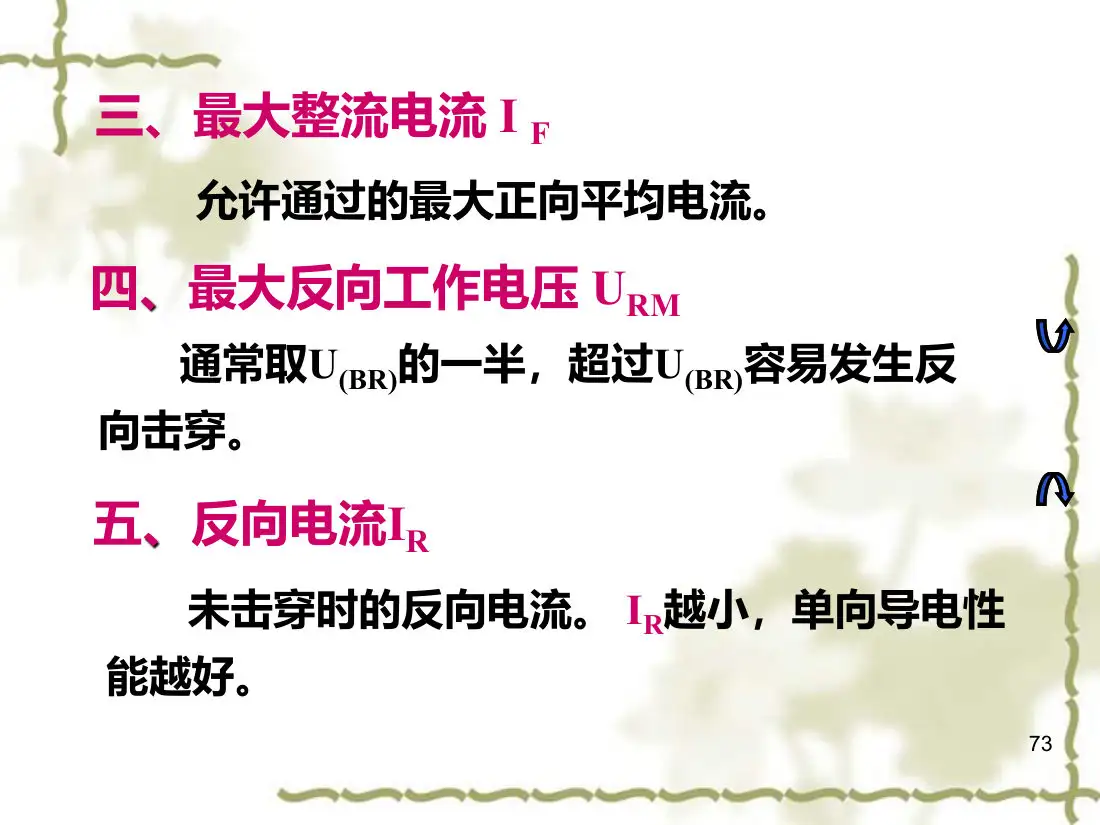 三、最大整流电流 I F
允许通过的最大正向平均电流。
四、最大反向工作电压 URM
通常取U(BR)的一半，超过U(BR)容易发生反
向击穿。
五、反向电流IR
未击穿时的反向电流。 IR越小，单向导电性
能越好。
73